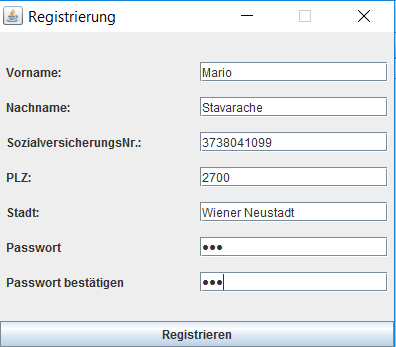 Registrierung
Vorname: Mario
Nachname: Stavarache
SozialversicherungsNr.: 3738041099
PLZ: 2700
Stadt: Wiener Neustadt
Passwort ●●●
Passwort bestätigen ●●●
Registrieren